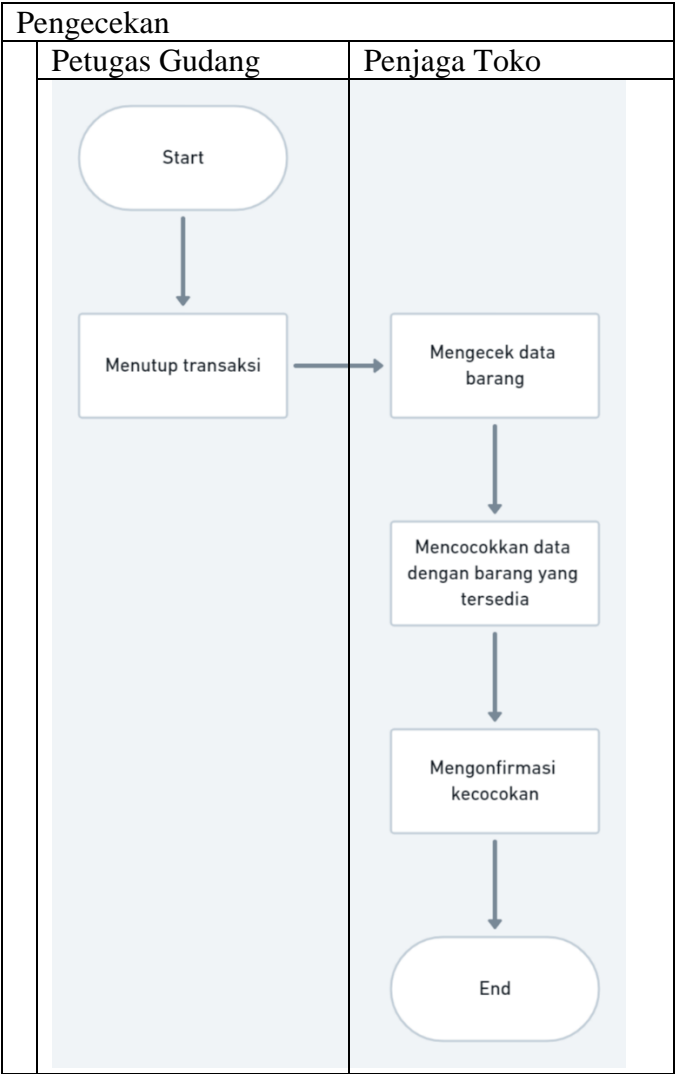 Pengecekan
Petugas Gudang
Penjaga Toko
Start
Menutup transaksi
Mengecek data
barang
Mencocokkan data
dengan barang yang
tersedia
Mengonfirmasi
kecocokan
End